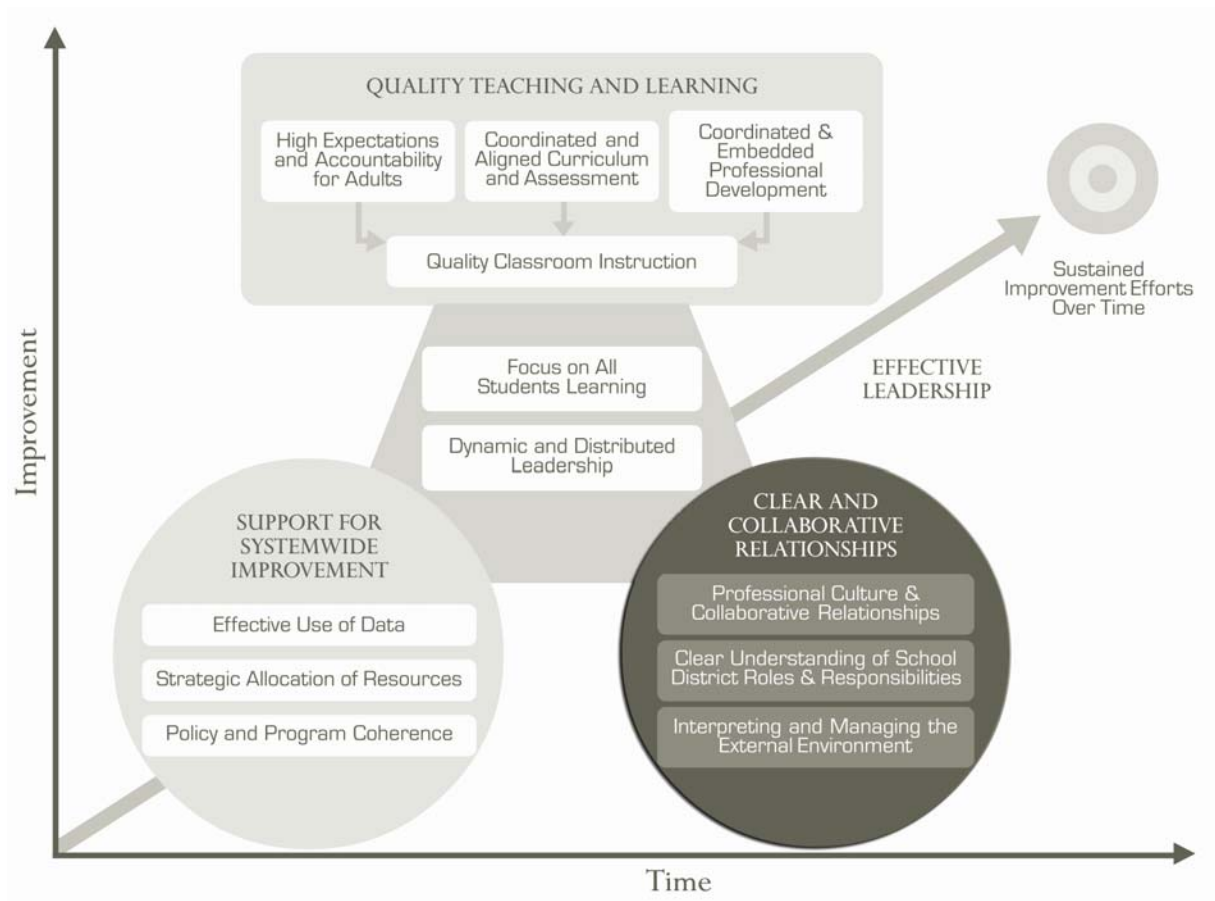 QUALITY TEACHING AND LEARNING
High Expectations
and Accountability
for Adults
Coordinated and
Aligned Curriculum
and Assessment
Coordinated &
Embedded
Professional
Development
Quality Classroom Instruction
Sustained
Improvement Efforts
Over Time
Focus on All
Students Learning
Dynamic and Distributed
Leadership
EFFECTIVE
LEADERSHIP
Improvement
SUPPORT FOR
SYSTEMWIDE
IMPROVEMENT
Effective Use of Data
Strategic Allocation of Resources
Policy and Program Coherence
CLEAR AND
COLLABORATIVE
RELATIONSHIPS
Professional Culture &
Collaborative Relationships
Clear Understanding of School
District Roles & Responsibilities
Interpreting and Managing the
External Environment
Time